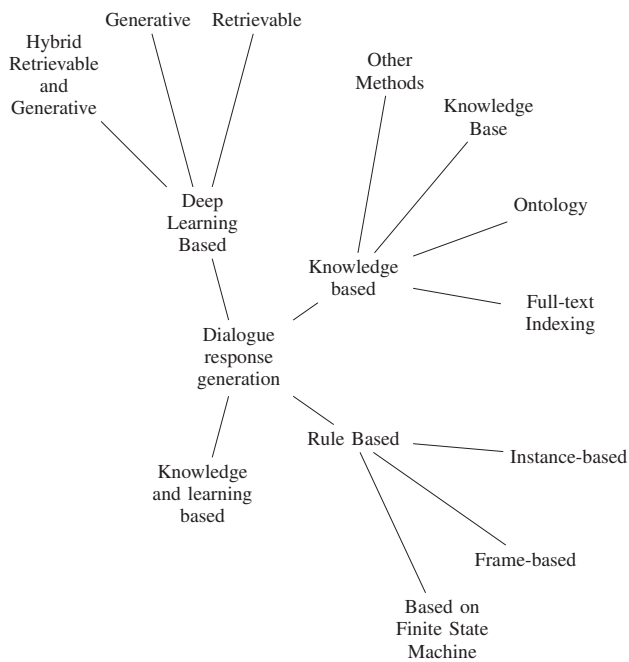 Generative
Retrievable
Hybrid
Retrievable
and
Generative
Other
Methods
Knowledge
Base
Deep
Learning
Based
Ontology
Knowledge
based
Full-text
Indexing
Dialogue
response
generation
Rule Based
Instance-based
Knowledge
and learning
based
Frame-based
Based on
Finite State
Machine